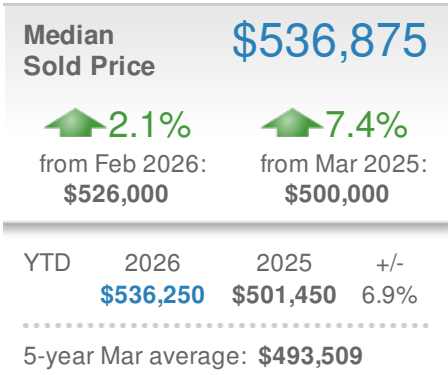 Median $536,875
Sold Price
2.1% 7.4%
from Feb 2026: from Mar 2025:
$526,000 $500,000
YTD 2026 2025 +/-
$536,250 $501,450 6.9%
5-year Mar average: $493,509